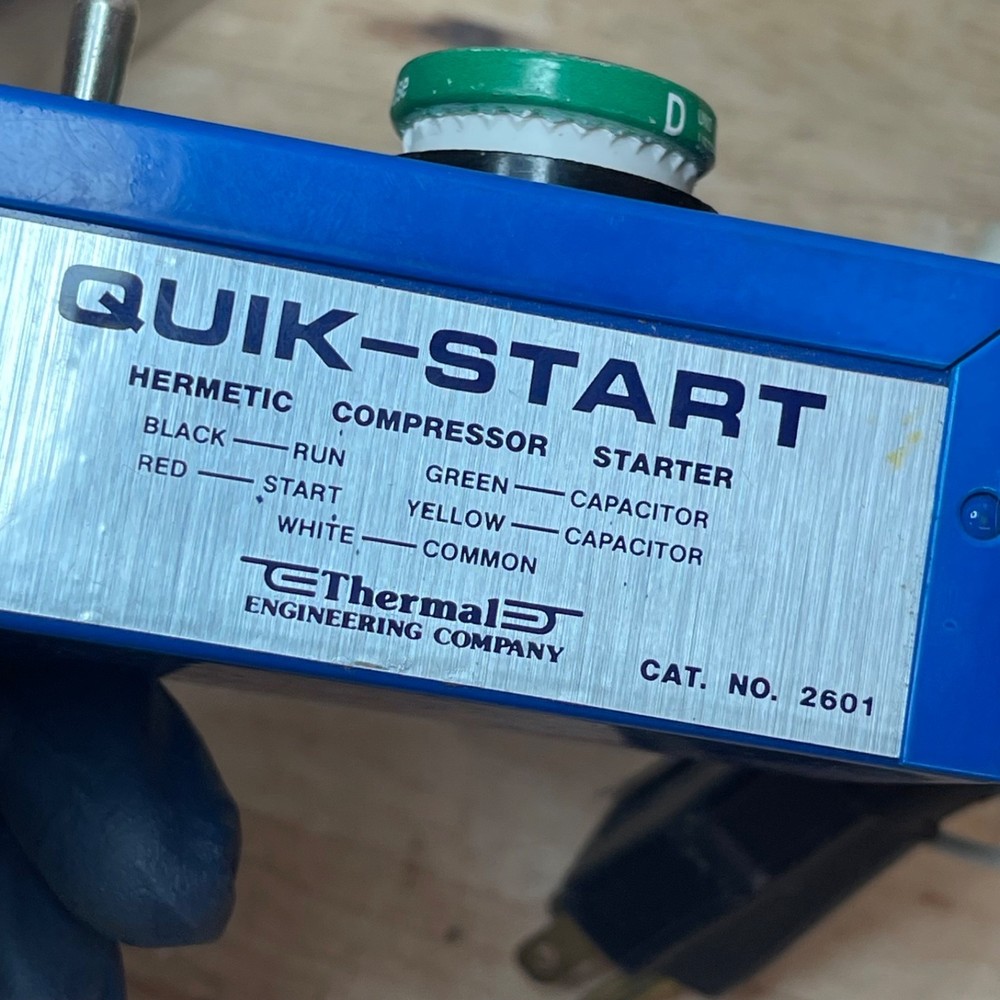 D
QUIK-START
HERMETIC COMPRESSOR STARTER
BLACK — RUN GREEN — CAPACITOR
RED — START YELLOW — CAPACITOR
WHITE — COMMON
Thermal
ENGINEERING COMPANY
CAT. NO. 2601